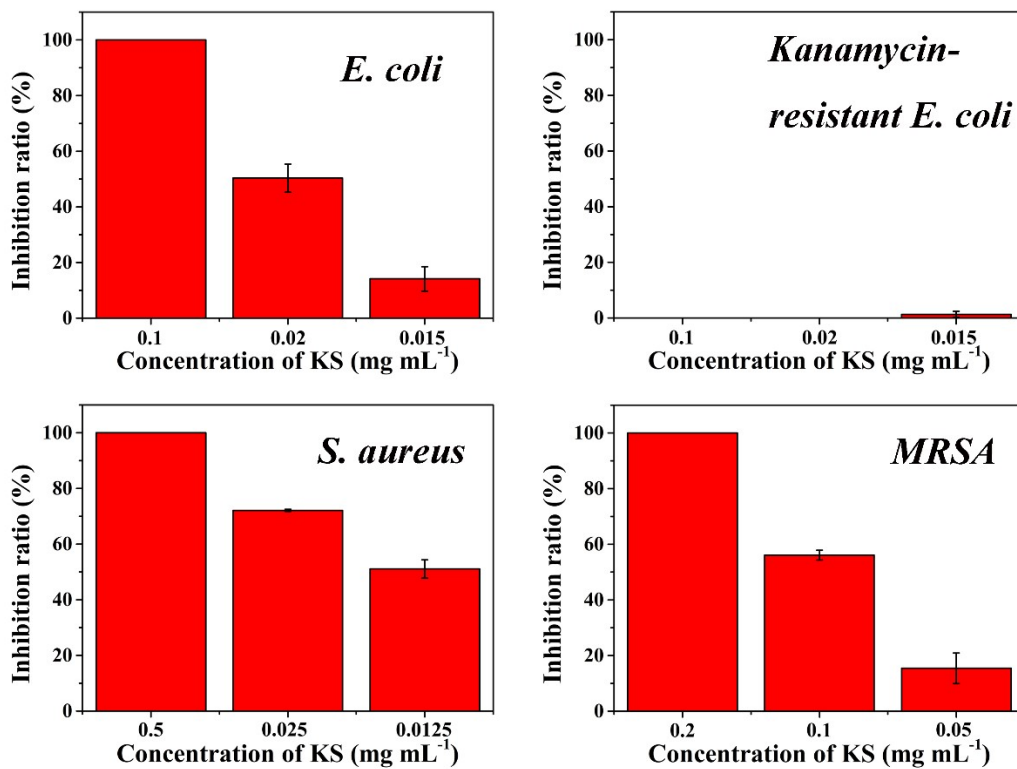 100
80
60
40
20
0
Inhibition ratio (%)
E. coli
0.1 0.02 0.015
Concentration of KS (mg mL⁻¹)
100
80
60
40
20
0
Inhibition ratio (%)
Kanamycin-
resistant E. coli
0.1 0.02 0.015
Concentration of KS (mg mL⁻¹)
100
80
60
40
20
0
Inhibition ratio (%)
S. aureus
0.5 0.025 0.0125
Concentration of KS (mg mL⁻¹)
100
80
60
40
20
0
Inhibition ratio (%)
MRSA
0.2 0.1 0.05
Concentration of KS (mg mL⁻¹)